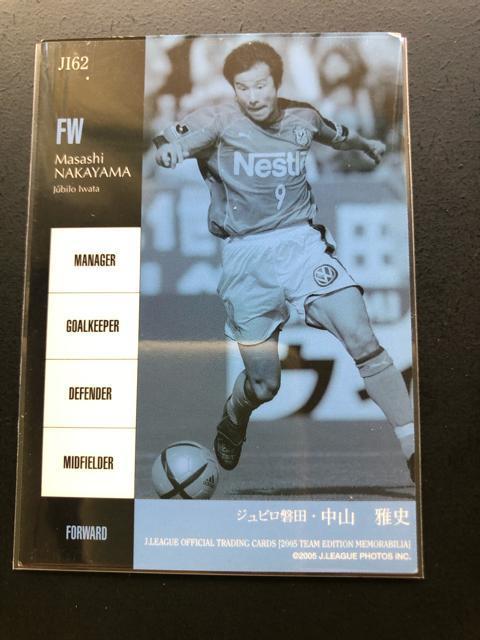 JI62
FW
Masashi
NAKAYAMA
Júbilo Iwata
MANAGER
GOALKEEPER
DEFENDER
MIDFIELDER
FORWARD
Nestlé
9
ジュビロ磐田・中山 雅史
J.LEAGUE OFFICIAL TRADING CARDS [2005 TEAM EDITION MEMORABILIA]
©2005 J.LEAGUE PHOTOS INC.